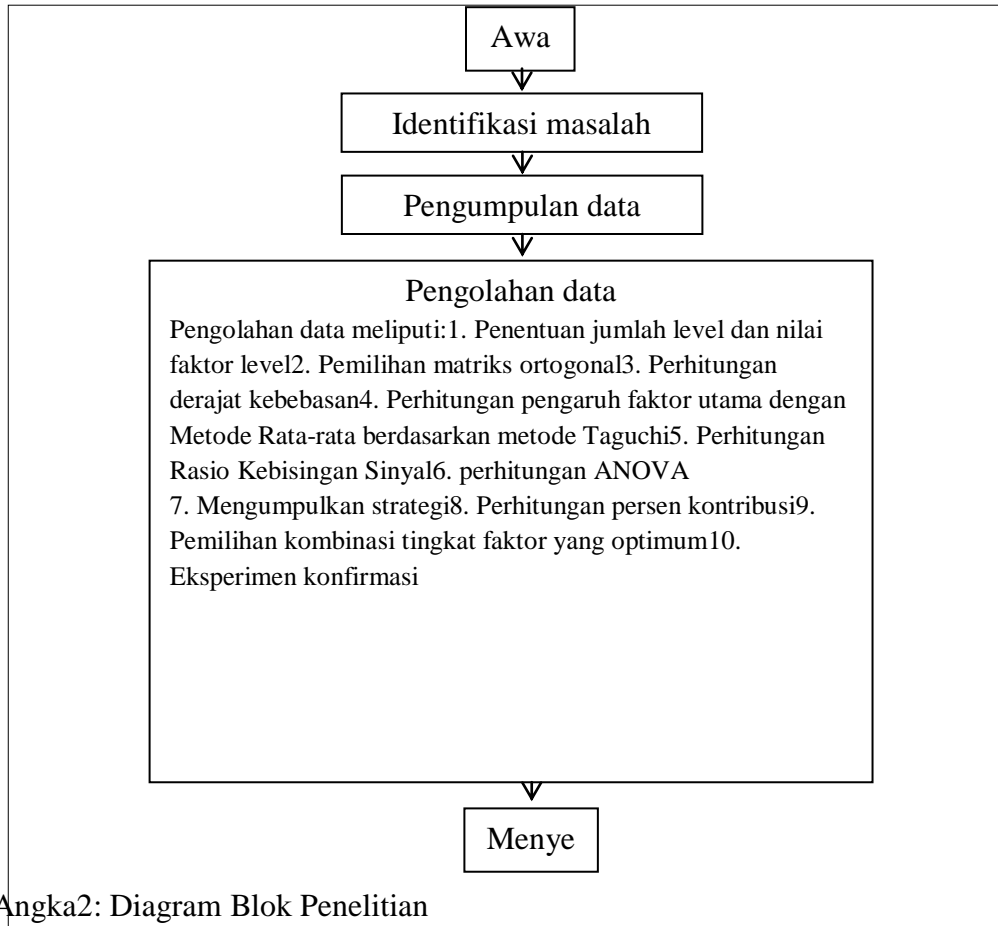 Awa
Identifikasi masalah
Pengumpulan data
Pengolahan data
Pengolahan data meliputi:1. Penentuan jumlah level dan nilai
faktor level2. Pemilihan matriks ortogonal3. Perhitungan
derajat kebebasan4. Perhitungan pengaruh faktor utama dengan
Metode Rata-rata berdasarkan metode Taguchi5. Perhitungan
Rasio Kebisingan Sinyal6. perhitungan ANOVA
7. Mengumpulkan strategi8. Perhitungan persen kontribusi9.
Pemilihan kombinasi tingkat faktor yang optimum10.
Eksperimen konfirmasi
Menye
Angka2: Diagram Blok Penelitian